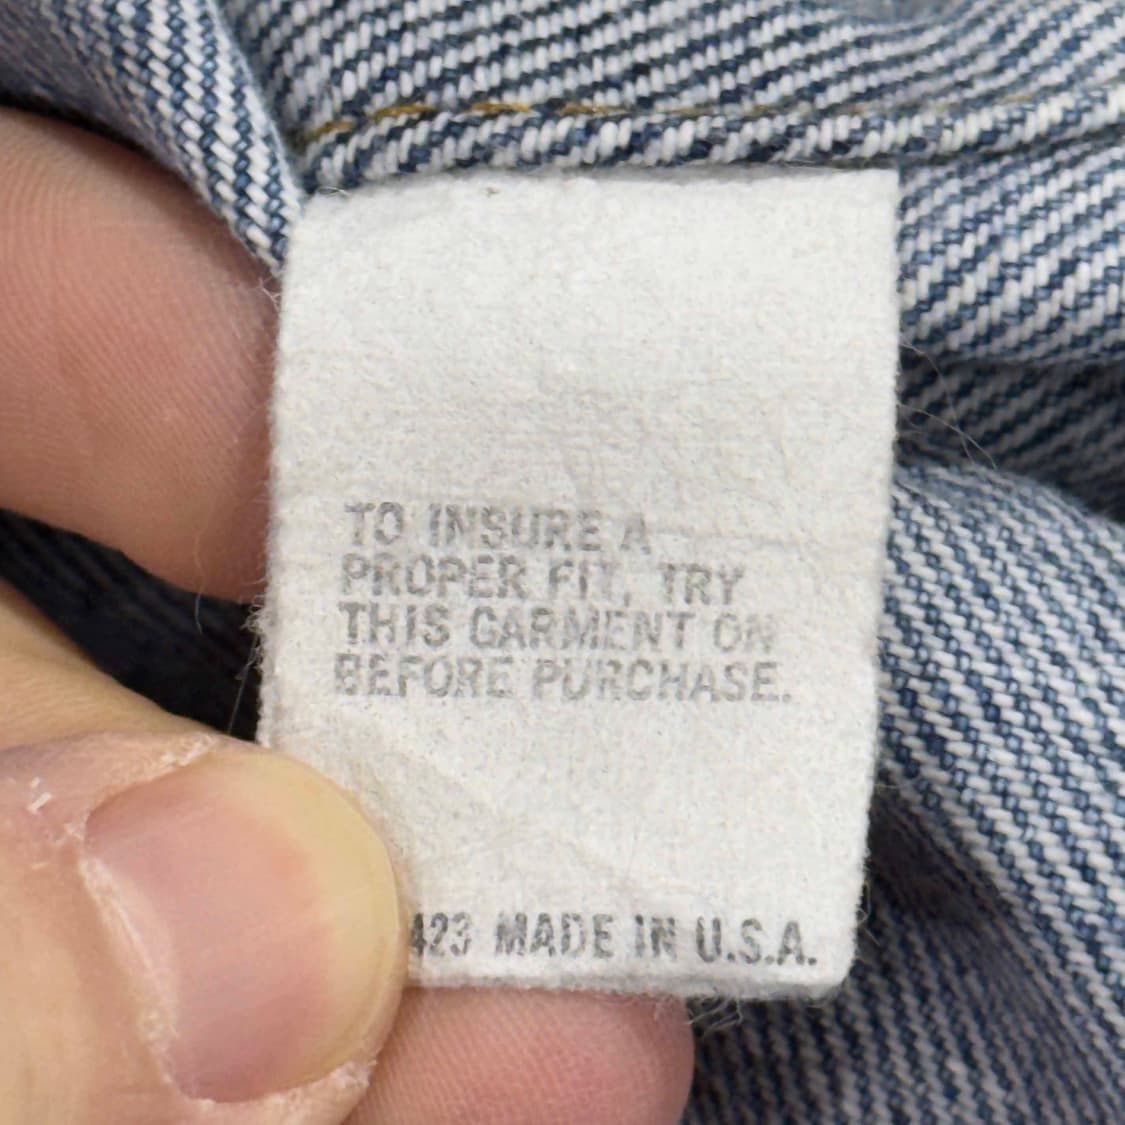 TO INSURE A
PROPER FIT, TRY
THIS GARMENT ON
BEFORE PURCHASE.
423 MADE IN U.S.A.